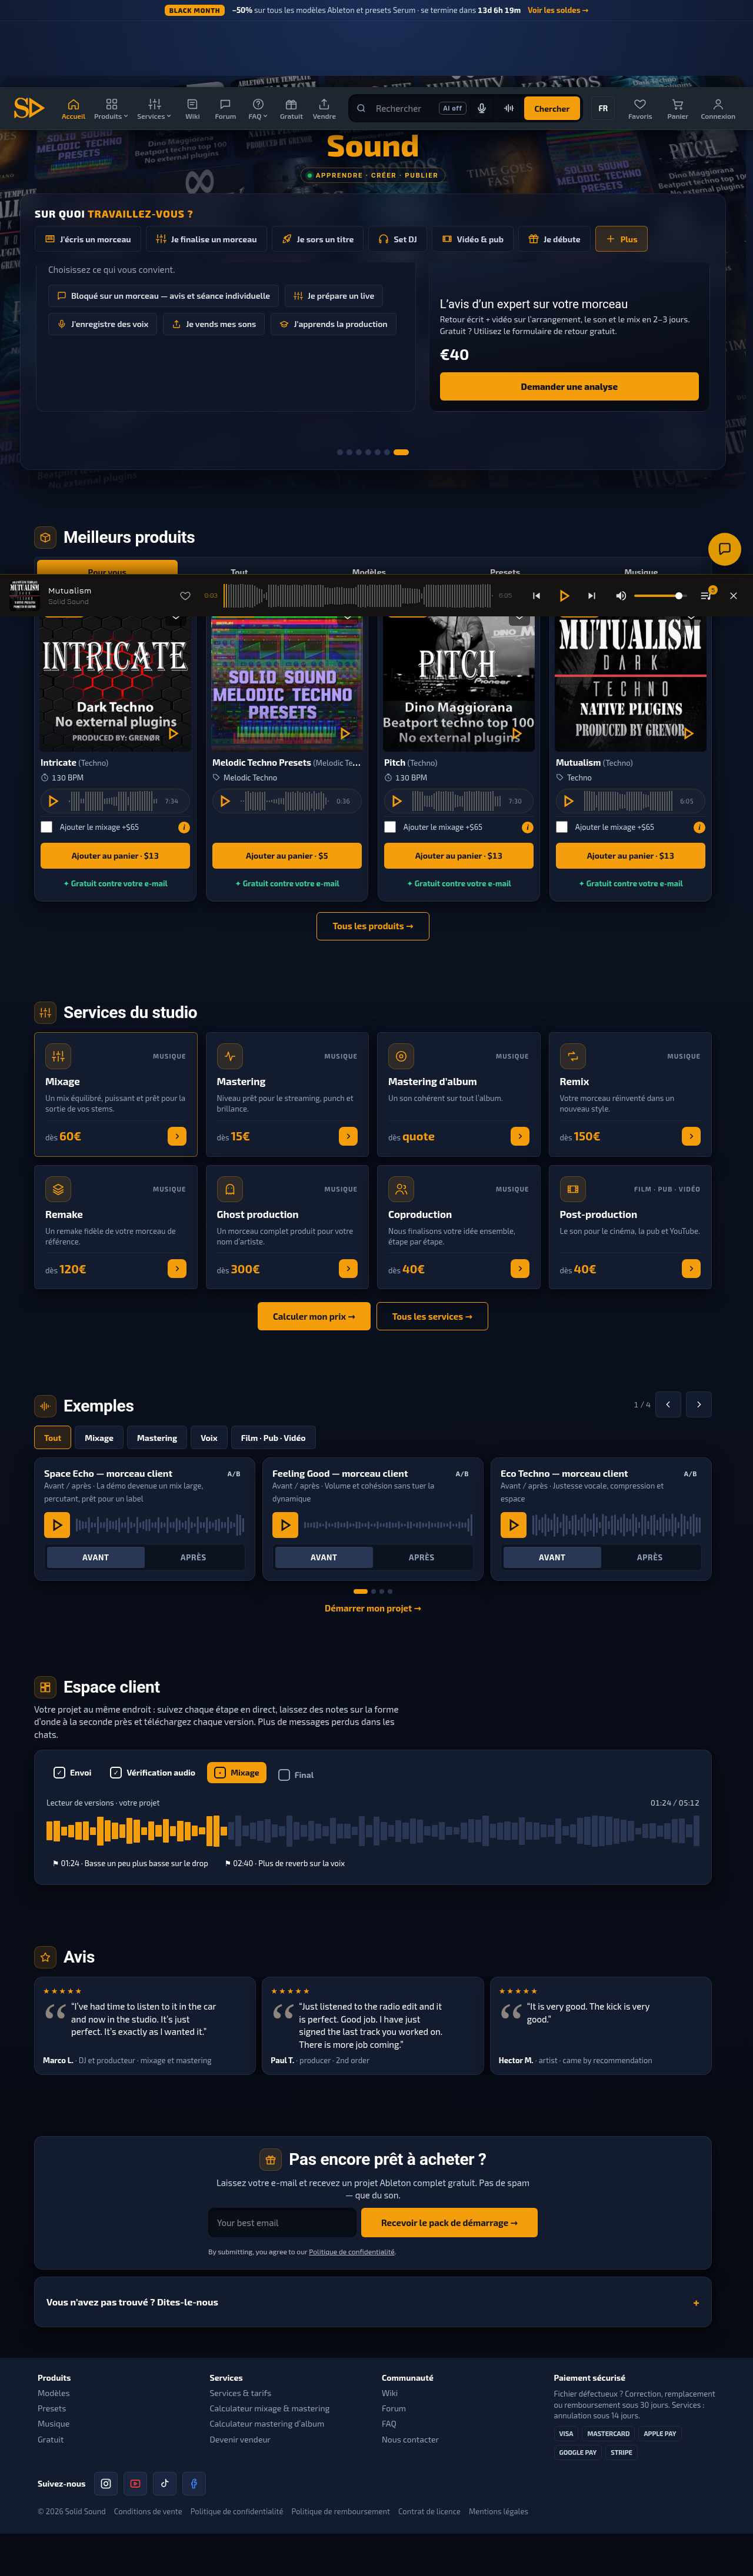 BLACK MONTH −50% sur tous les modèles Ableton et presets Serum · se termine dans 13d 6h 19m Voir les soldes →
Accueil Produits Services Wiki Forum FAQ Gratuit Vendre Rechercher AI off Chercher FR Favoris Panier Connexion
Sound
APPRENDRE · CRÉER · PUBLIER
SUR QUOI TRAVAILLEZ-VOUS ?
J'écris un morceau Je finalise un morceau Je sors un titre Set DJ Vidéo & pub Je débute Plus
Choisissez ce qui vous convient.
Bloqué sur un morceau — avis et séance individuelle Je prépare un live
J'enregistre des voix Je vends mes sons J'apprends la production
L'avis d'un expert sur votre morceau
Retour écrit + vidéo sur l'arrangement, le son et le mix en 2–3 jours.
Gratuit ? Utilisez le formulaire de retour gratuit.
€40
Demander une analyse
Meilleurs produits
Pour vous Tout Modèles Presets Musique
MUTUALISM
Mutualism
Solid Sound
0:03 6:05 3
INTRICATE
Dark Techno
No external plugins
PRODUCED BY: GRENØR
SOLID SOUND
MELODIC TECHNO
PRESETS
PITCH
Pioneer
Dino Maggiorana
Beatport techno top 100
No external plugins
MUTUALISM
DARK
TECHNO
NATIVE PLUGINS
PRODUCED BY GRENOR
Intricate (Techno)
130 BPM
7:34
Ajouter le mixage +$65 i
Ajouter au panier · $13
✦ Gratuit contre votre e-mail
Melodic Techno Presets (Melodic Te...
Melodic Techno
0:36
Ajouter au panier · $5
✦ Gratuit contre votre e-mail
Pitch (Techno)
130 BPM
7:30
Ajouter le mixage +$65 i
Ajouter au panier · $13
✦ Gratuit contre votre e-mail
Mutualism (Techno)
Techno
6:05
Ajouter le mixage +$65 i
Ajouter au panier · $13
✦ Gratuit contre votre e-mail
Tous les produits →
Services du studio
MUSIQUE
Mixage
Un mix équilibré, puissant et prêt pour la
sortie de vos stems.
dès 60€
MUSIQUE
Mastering
Niveau prêt pour le streaming, punch et
brillance.
dès 15€
MUSIQUE
Mastering d'album
Un son cohérent sur tout l'album.
dès quote
MUSIQUE
Remix
Votre morceau réinventé dans un
nouveau style.
dès 150€
MUSIQUE
Remake
Un remake fidèle de votre morceau de
référence.
dès 120€
MUSIQUE
Ghost production
Un morceau complet produit pour votre
nom d'artiste.
dès 300€
MUSIQUE
Coproduction
Nous finalisons votre idée ensemble,
étape par étape.
dès 40€
FILM · PUB · VIDÉO
Post-production
Le son pour le cinéma, la pub et YouTube.
dès 40€
Calculer mon prix → Tous les services →
Exemples
1 / 4
Tout Mixage Mastering Voix Film · Pub · Vidéo
Space Echo — morceau client A/B
Avant / après · La démo devenue un mix large,
percutant, prêt pour un label
AVANT APRÈS
Feeling Good — morceau client A/B
Avant / après · Volume et cohésion sans tuer la
dynamique
AVANT APRÈS
Eco Techno — morceau client A/B
Avant / après · Justesse vocale, compression et
espace
AVANT APRÈS
Démarrer mon projet →
Espace client
Votre projet au même endroit : suivez chaque étape en direct, laissez des notes sur la forme
d'onde à la seconde près et téléchargez chaque version. Plus de messages perdus dans les
chats.
✓ Envoi ✓ Vérification audio Mixage Final
Lecteur de versions · votre projet 01:24 / 05:12
⚑ 01:24 · Basse un peu plus basse sur le drop ⚑ 02:40 · Plus de reverb sur la voix
Avis
★★★★★
“I've had time to listen to it in the car
and now in the studio. It's just
perfect. It's exactly as I wanted it.”
Marco L. · DJ et producteur · mixage et mastering
★★★★★
“Just listened to the radio edit and it
is perfect. Good job. I have just
signed the last track you worked on.
There is more job coming.”
Paul T. · producer · 2nd order
★★★★★
“It is very good. The kick is very
good.”
Hector M. · artist · came by recommendation
Pas encore prêt à acheter ?
Laissez votre e-mail et recevez un projet Ableton complet gratuit. Pas de spam
— que du son.
Your best email Recevoir le pack de démarrage →
By submitting, you agree to our Politique de confidentialité.
Vous n'avez pas trouvé ? Dites-le-nous +
Produits
Modèles
Presets
Musique
Gratuit
Services
Services & tarifs
Calculateur mixage & mastering
Calculateur mastering d'album
Devenir vendeur
Communauté
Wiki
Forum
FAQ
Nous contacter
Paiement sécurisé
Fichier défectueux ? Correction, remplacement
ou remboursement sous 30 jours. Services :
annulation sous 14 jours.
VISA MASTERCARD APPLE PAY
GOOGLE PAY STRIPE
Suivez-nous
© 2026 Solid Sound Conditions de vente Politique de confidentialité Politique de remboursement Contrat de licence Mentions légales